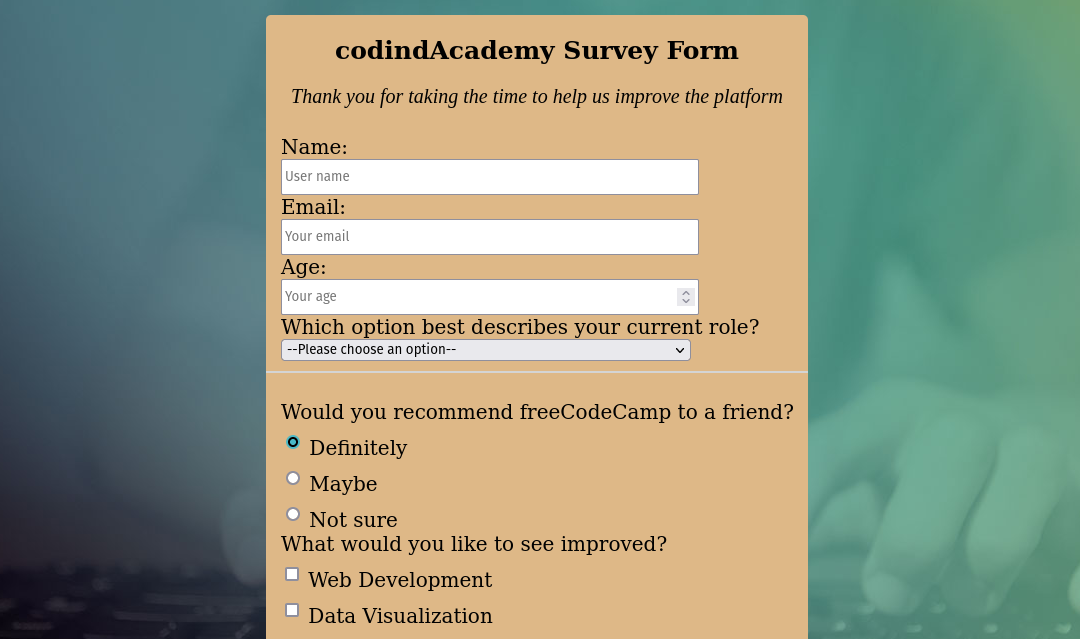 codindAcademy Survey Form
Thank you for taking the time to help us improve the platform
Name:
User name
Email:
Your email
Age:
Your age
Which option best describes your current role?
--Please choose an option--
Would you recommend freeCodeCamp to a friend?
Definitely
Maybe
Not sure
What would you like to see improved?
Web Development
Data Visualization